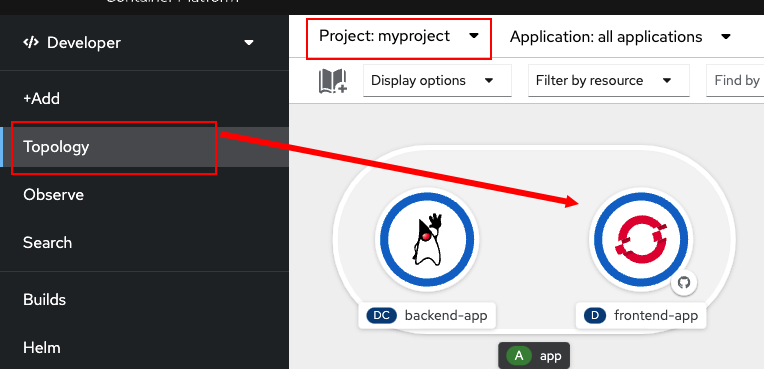 Container Platform
Developer
Project: myproject
Application: all applications
Display options
Filter by resource
Find by
+Add
Topology
Observe
Search
Builds
Helm
DC backend-app
D frontend-app
A app